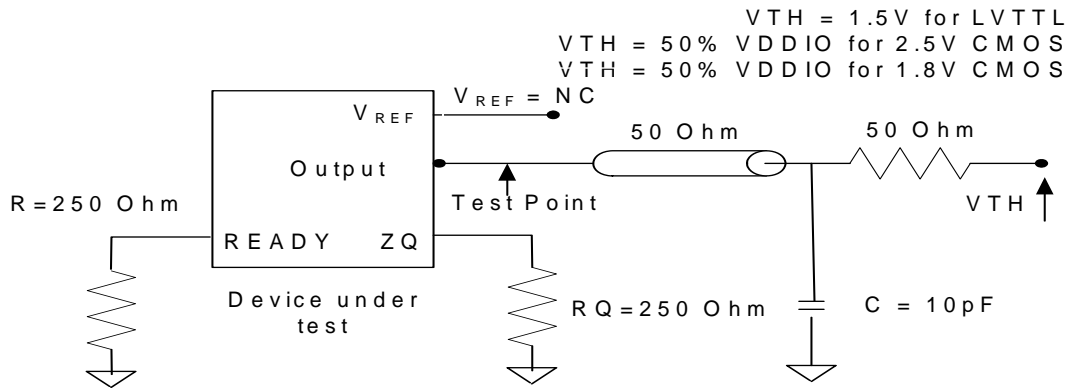 VTH = 1.5V for LVTTL
VTH = 50% VDDIO for 2.5V CMOS
VTH = 50% VDDIO for 1.8V CMOS
VREF = NC
VREF
50 Ohm
50 Ohm
Output
R=250 Ohm
Test Point
VTH
READY
ZQ
Device under
test
RQ=250 Ohm
C = 10pF